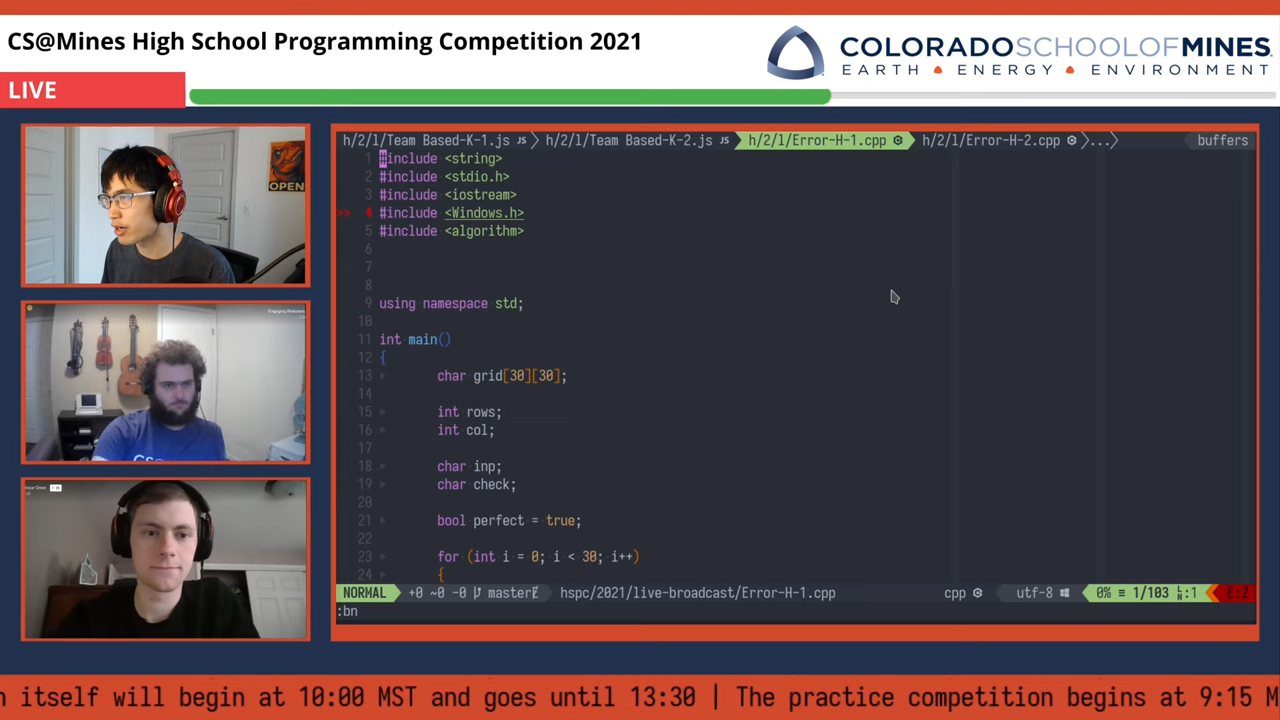 CS@Mines High School Programming Competition 2021
COLORADOSCHOOLOFMINES
EARTH • ENERGY • ENVIRONMENT
LIVE
OPEN
h/2/l/Team Based-K-1.js JS h/2/l/Team Based-K-2.js JS h/2/l/Error-H-1.cpp h/2/l/Error-H-2.cpp ... buffers
1 #include <string>
2 #include <stdio.h>
3 #include <iostream>
>> 4 #include <Windows.h>
5 #include <algorithm>
6
7
8
9 using namespace std;
10
11 int main()
12 {
13 char grid[30][30];
14
15 int rows;
16 int col;
17
18 char inp;
19 char check;
20
21 bool perfect = true;
22
23 for (int i = 0; i < 30; i++)
24 {
NORMAL +0 ~0 -0 master hspc/2021/live-broadcast/Error-H-1.cpp cpp utf-8 0% ≡ 1/103 LN:1 E:2
:bn
n itself will begin at 10:00 MST and goes until 13:30 | The practice competition begins at 9:15 M